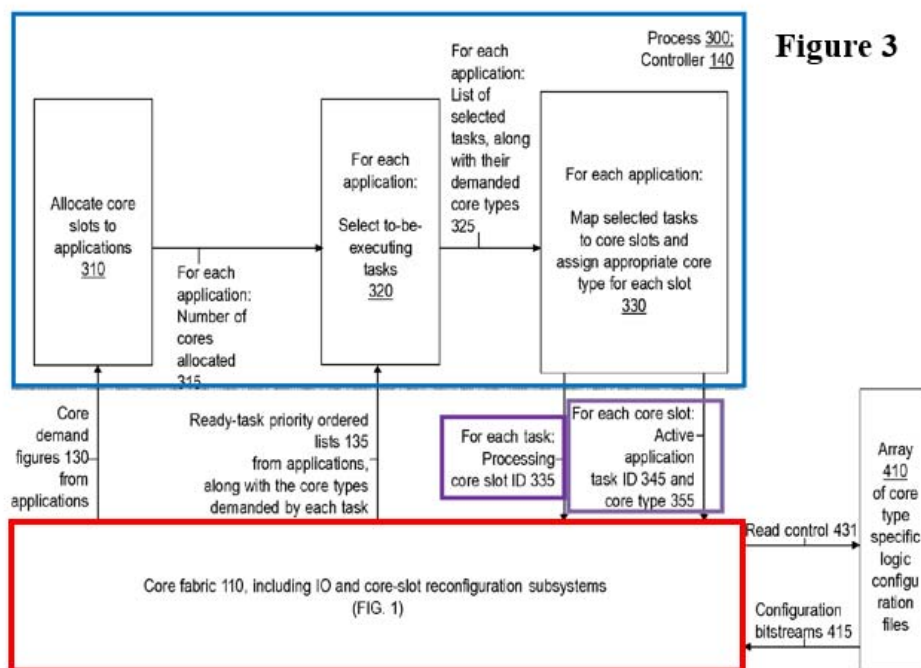 Figure 3
Process 300;
Controller 140
Allocate core
slots to
applications
310
For each
application:
Number of
cores
allocated
315
For each
application:
Select to-be-
executing
tasks
320
For each
application:
List of
selected
tasks, along
with their
demanded
core types
325
For each application:
Map selected tasks
to core slots and
assign appropriate core
type for each slot
330
Core
demand
figures 130
from
applications
Ready-task priority ordered
lists 135
from applications,
along with the core types
demanded by each task
For each task:
Processing
core slot ID 335
For each core slot:
Active
application
task ID 345 and
core type 355
Core fabric 110, including IO and core-slot reconfiguration subsystems
(FIG. 1)
Read control 431
Configuration
bitstreams 415
Array
410
of core
type
specific
logic
configu
ration
files